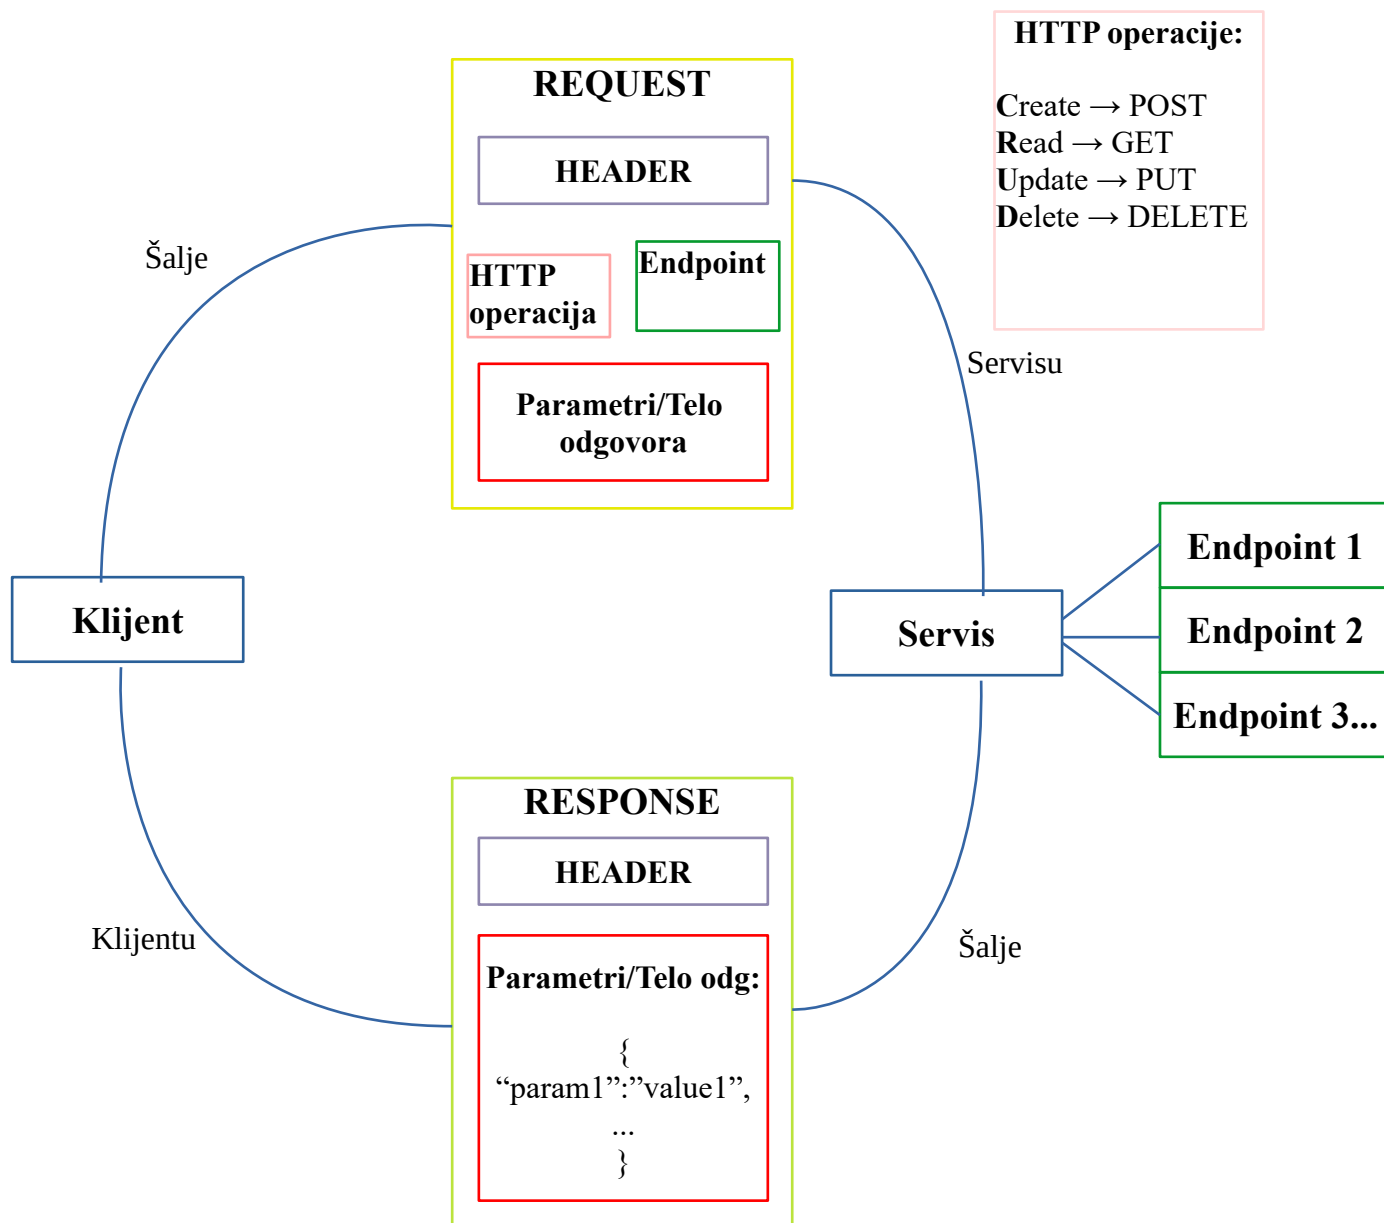 HTTP operacije:
Create → POST
Read → GET
Update → PUT
Delete → DELETE
REQUEST
HEADER
HTTP
operacija
Endpoint
Parametri/Telo
odgovora
Šalje
Servisu
Klijent
Servis
Endpoint 1
Endpoint 2
Endpoint 3...
RESPONSE
HEADER
Parametri/Telo odg:
{
“param1”:”value1”,
...
}
Klijentu
Šalje